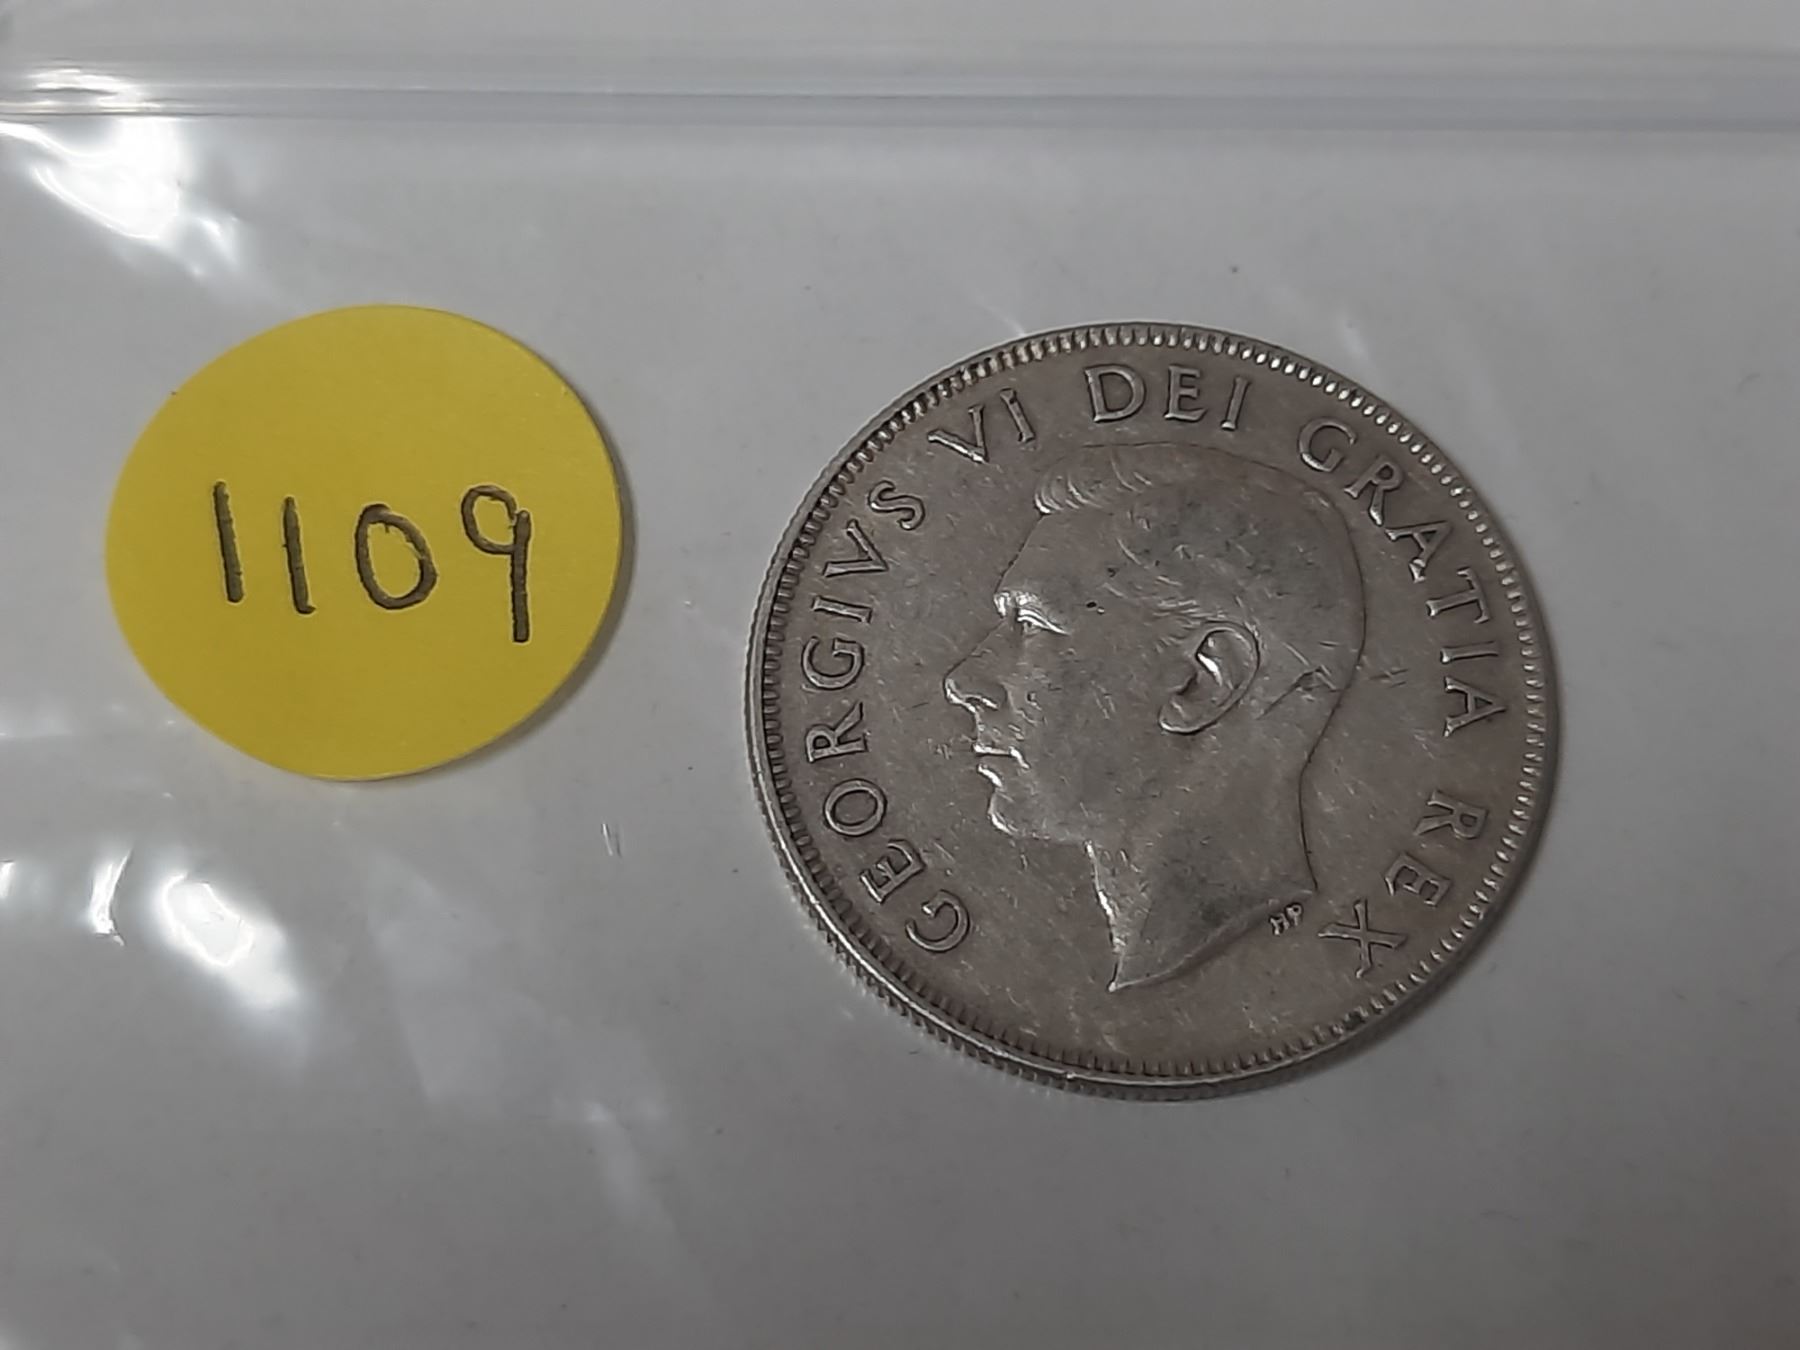 1109
GEORGIVS VI DEI GRATIA REX
HP